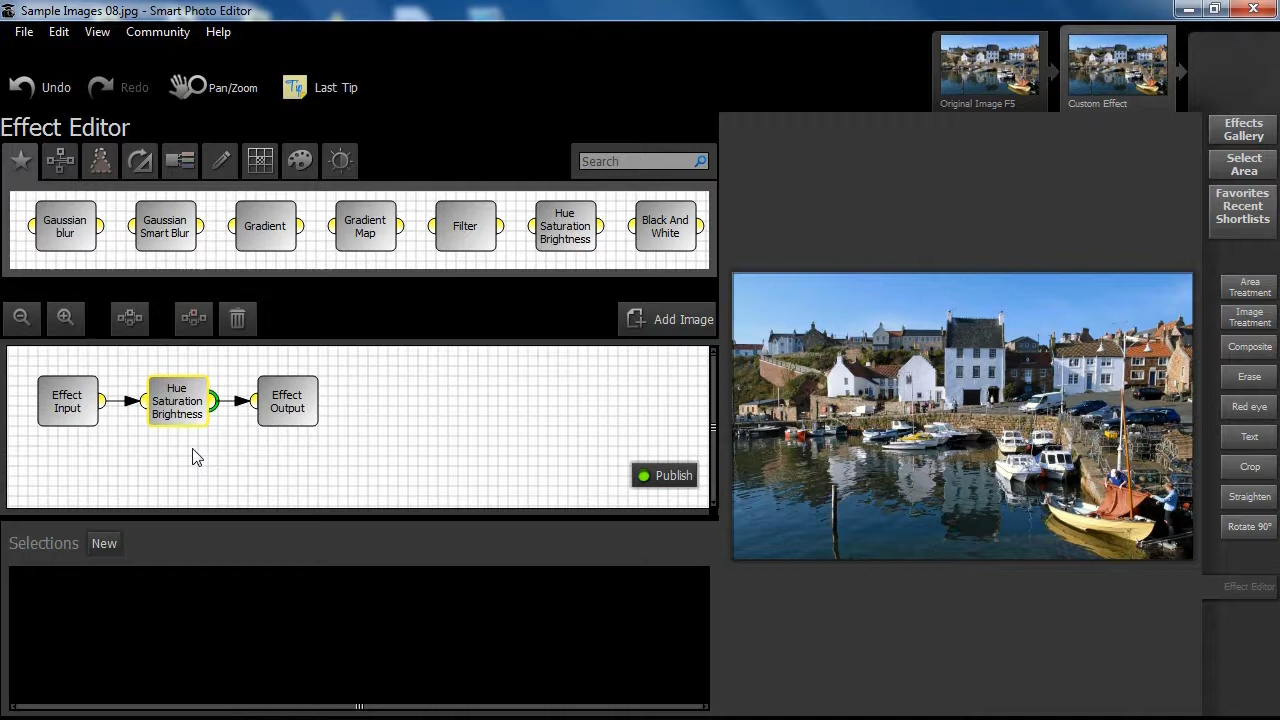 Sample Images 08.jpg - Smart Photo Editor
File Edit View Community Help
Undo Redo Pan/Zoom Tip Last Tip
Original Image F5
Custom Effect
Effect Editor
Search
Gaussian blur
Gaussian Smart Blur
Gradient
Gradient Map
Filter
Hue Saturation Brightness
Black And White
Add Image
Effect Input
Hue Saturation Brightness
Effect Output
Publish
Selections New
Effects Gallery
Select Area
Favorites Recent Shortlists
Area Treatment
Image Treatment
Composite
Erase
Red eye
Text
Crop
Straighten
Rotate 90°
Effect Editor